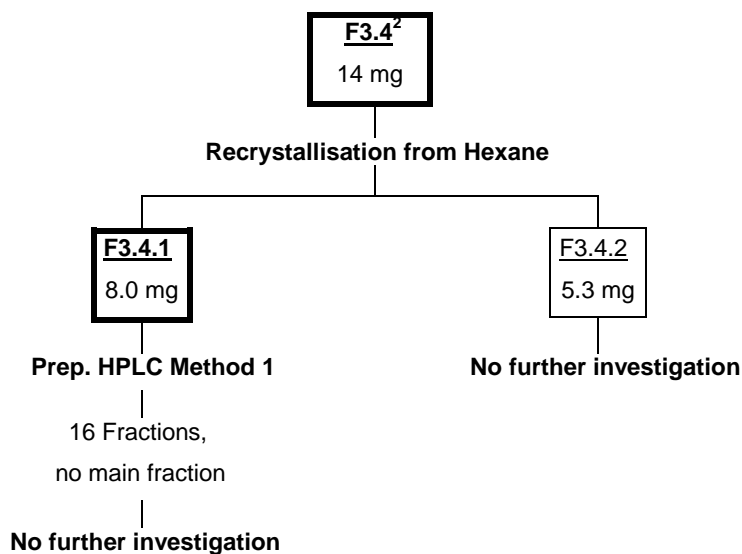 F3.4²
14 mg
Recrystallisation from Hexane
F3.4.1
8.0 mg
F3.4.2
5.3 mg
Prep. HPLC Method 1
No further investigation
16 Fractions,
no main fraction
No further investigation